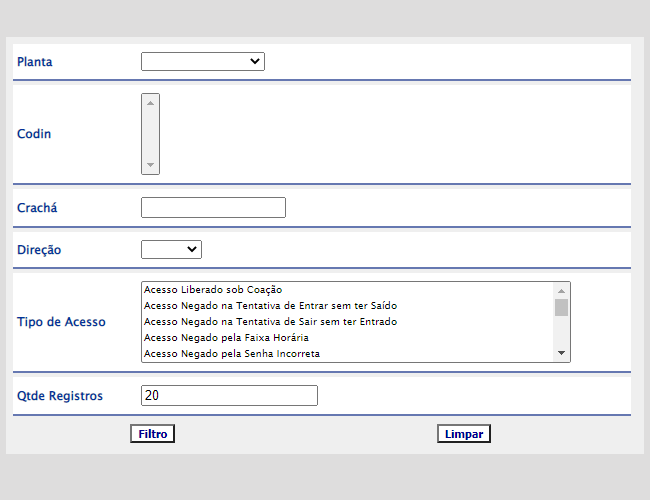 Planta
Codin
Crachá
Direção
Tipo de Acesso
Acesso Liberado sob Coação
Acesso Negado na Tentativa de Entrar sem ter Saído
Acesso Negado na Tentativa de Sair sem ter Entrado
Acesso Negado pela Faixa Horária
Acesso Negado pela Senha Incorreta
Qtde Registros 20
Filtro Limpar